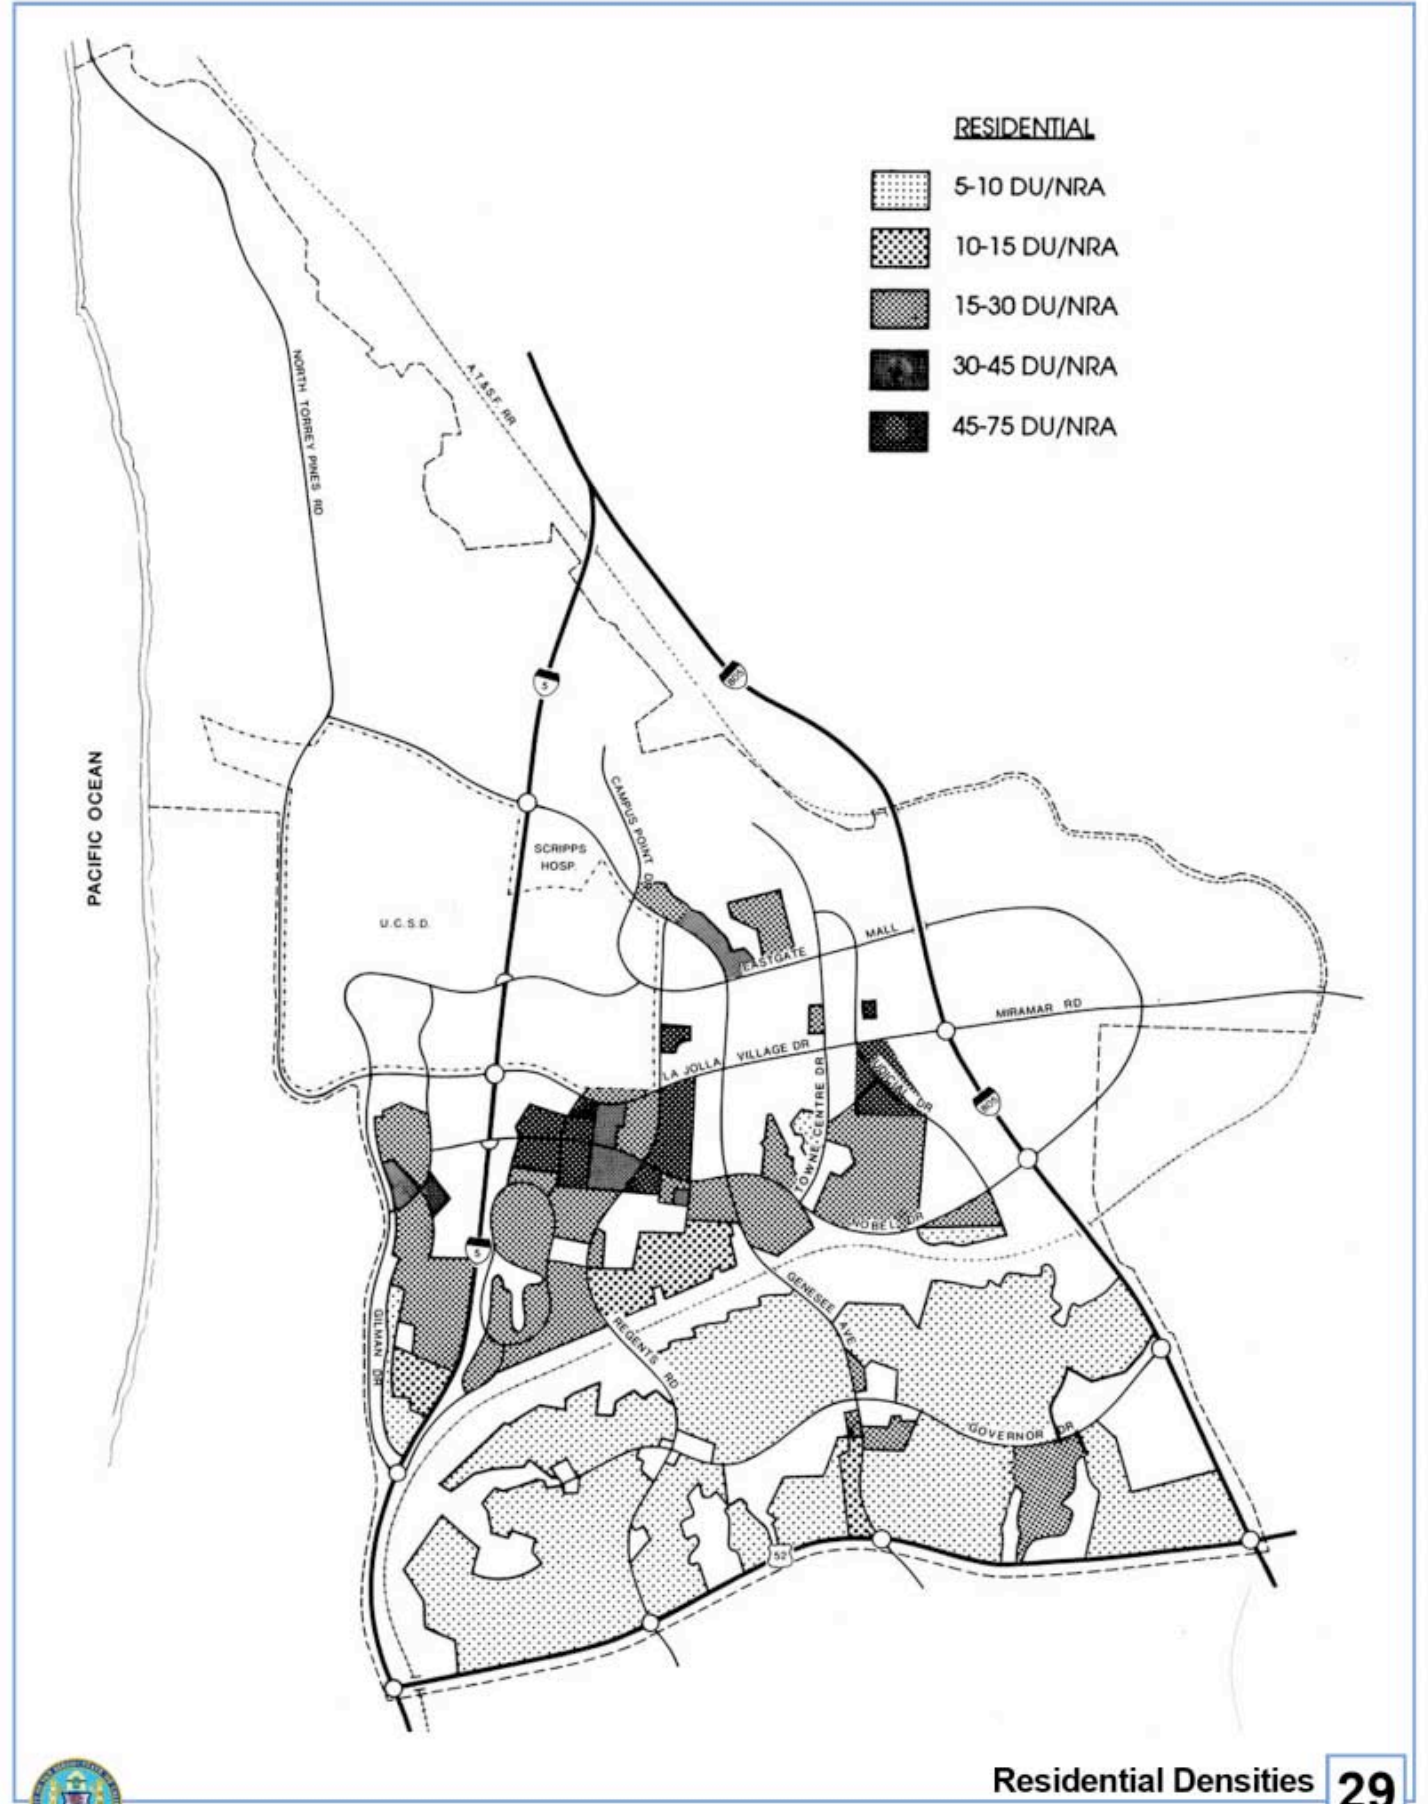 RESIDENTIAL
5-10 DU/NRA
10-15 DU/NRA
15-30 DU/NRA
30-45 DU/NRA
45-75 DU/NRA
A.T.&S.F. RR
NORTH TORREY PINES RD
5
805
PACIFIC OCEAN
CAMPUS POINT DR
SCRIPPS
HOSP.
U.C.S.D.
EASTGATE MALL
MIRAMAR RD
LA JOLLA VILLAGE DR
JUDICIAL DR
805
TOWNE CENTRE DR
NOBEL DR
5
GENESEE AVE
GILMAN DR
REGENTS RD
GOVERNOR DR
52
Residential Densities
29